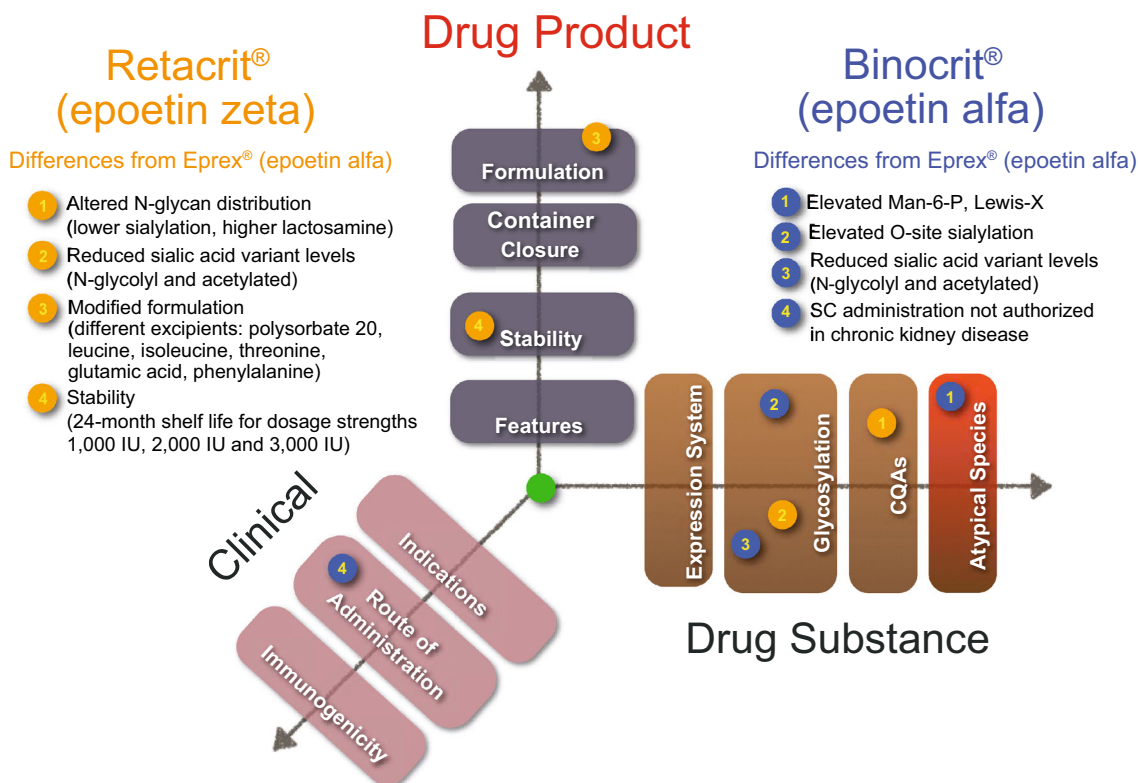 Drug Product
Retacrit®
(epoetin zeta)
Differences from Eprex® (epoetin alfa)
1 Altered N-glycan distribution
(lower sialylation, higher lactosamine)
2 Reduced sialic acid variant levels
(N-glycolyl and acetylated)
3 Modified formulation
(different excipients: polysorbate 20,
leucine, isoleucine, threonine,
glutamic acid, phenylalanine)
4 Stability
(24-month shelf life for dosage strengths
1,000 IU, 2,000 IU and 3,000 IU)
Binocrit®
(epoetin alfa)
Differences from Eprex® (epoetin alfa)
1 Elevated Man-6-P, Lewis-X
2 Elevated O-site sialylation
3 Reduced sialic acid variant levels
(N-glycolyl and acetylated)
4 SC administration not authorized
in chronic kidney disease
3
Formulation
Container
Closure
4
Stability
Features
Expression System
2
2
3
Glycosylation
1
CQAs
1
Atypical Species
Drug Substance
Clinical
Indications
4
Route of
Administration
Immunogenicity